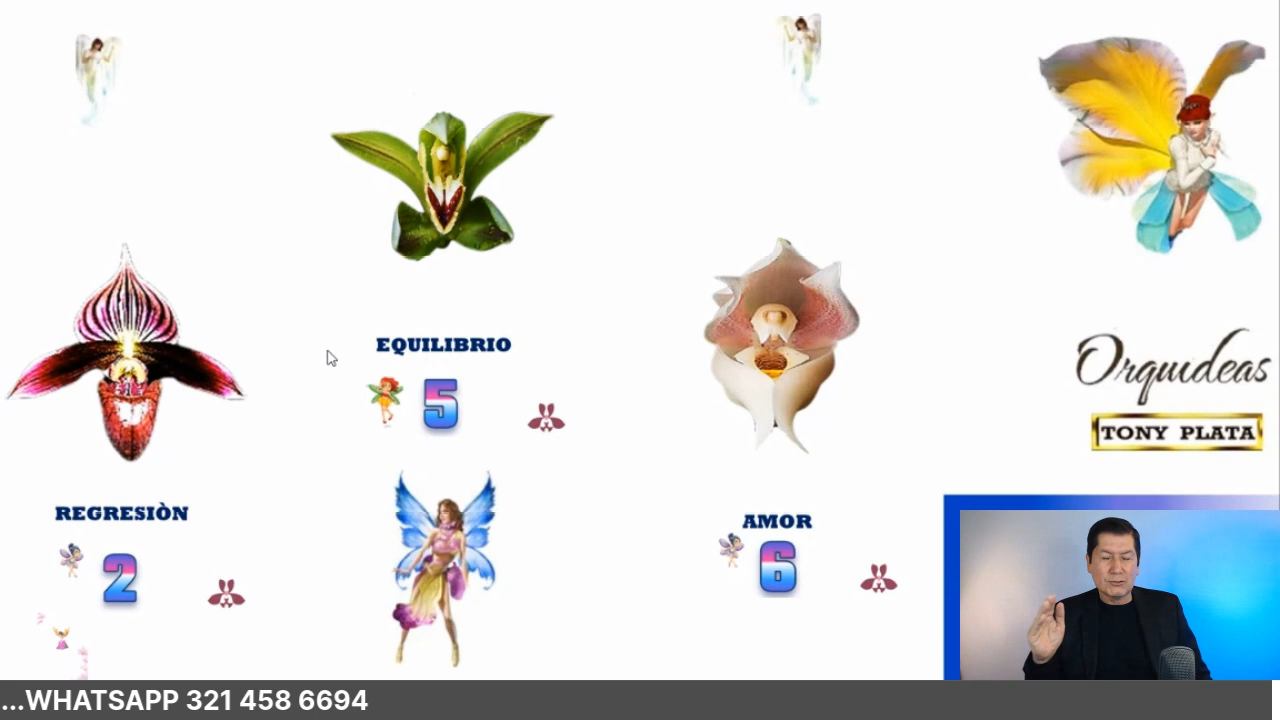 EQUILIBRIO
5
REGRESIÒN
2
AMOR
6
Orquideas
TONY PLATA
...WHATSAPP 321 458 6694